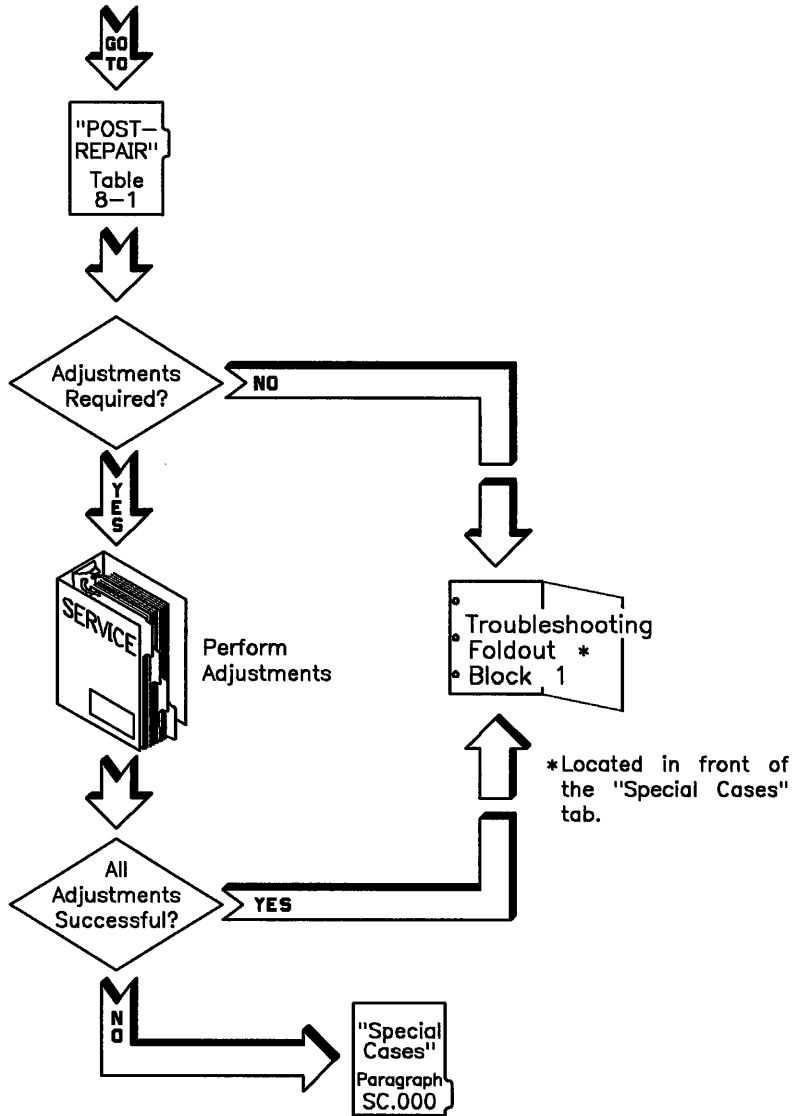 GO
TO
"POST–
REPAIR"
Table
8–1
Adjustments
Required?
NO
YES
SERVICE
Perform
Adjustments
Troubleshooting
Foldout *
Block 1
*Located in front of
the "Special Cases"
tab.
All
Adjustments
Successful?
YES
NO
"Special
Cases"
Paragraph
SC.000